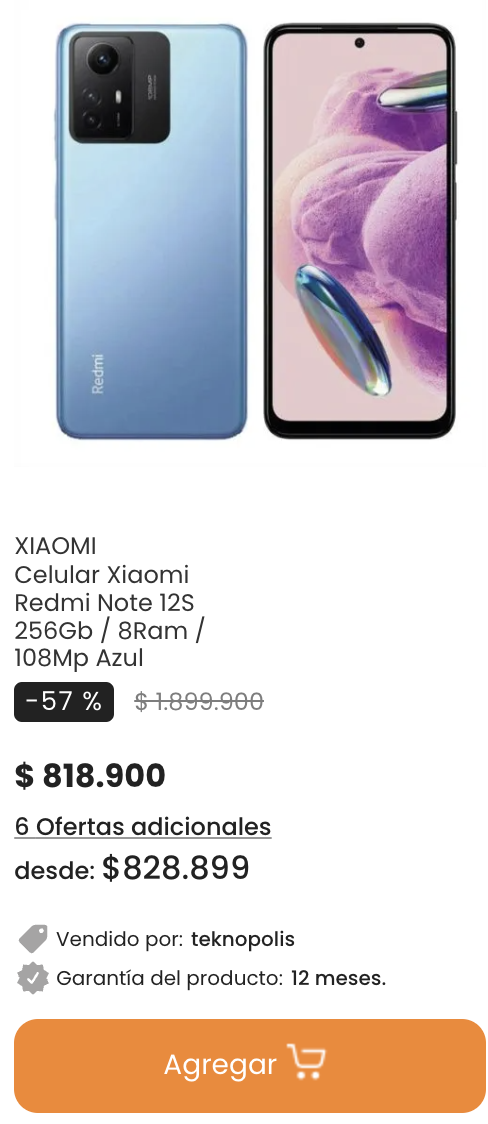 108MP
Redmi
XIAOMI
Celular Xiaomi
Redmi Note 12S
256Gb / 8Ram /
108Mp Azul
-57 %
$ 1.899.900
$ 818.900
6 Ofertas adicionales
desde: $828.899
Vendido por: teknopolis
Garantía del producto: 12 meses.
Agregar